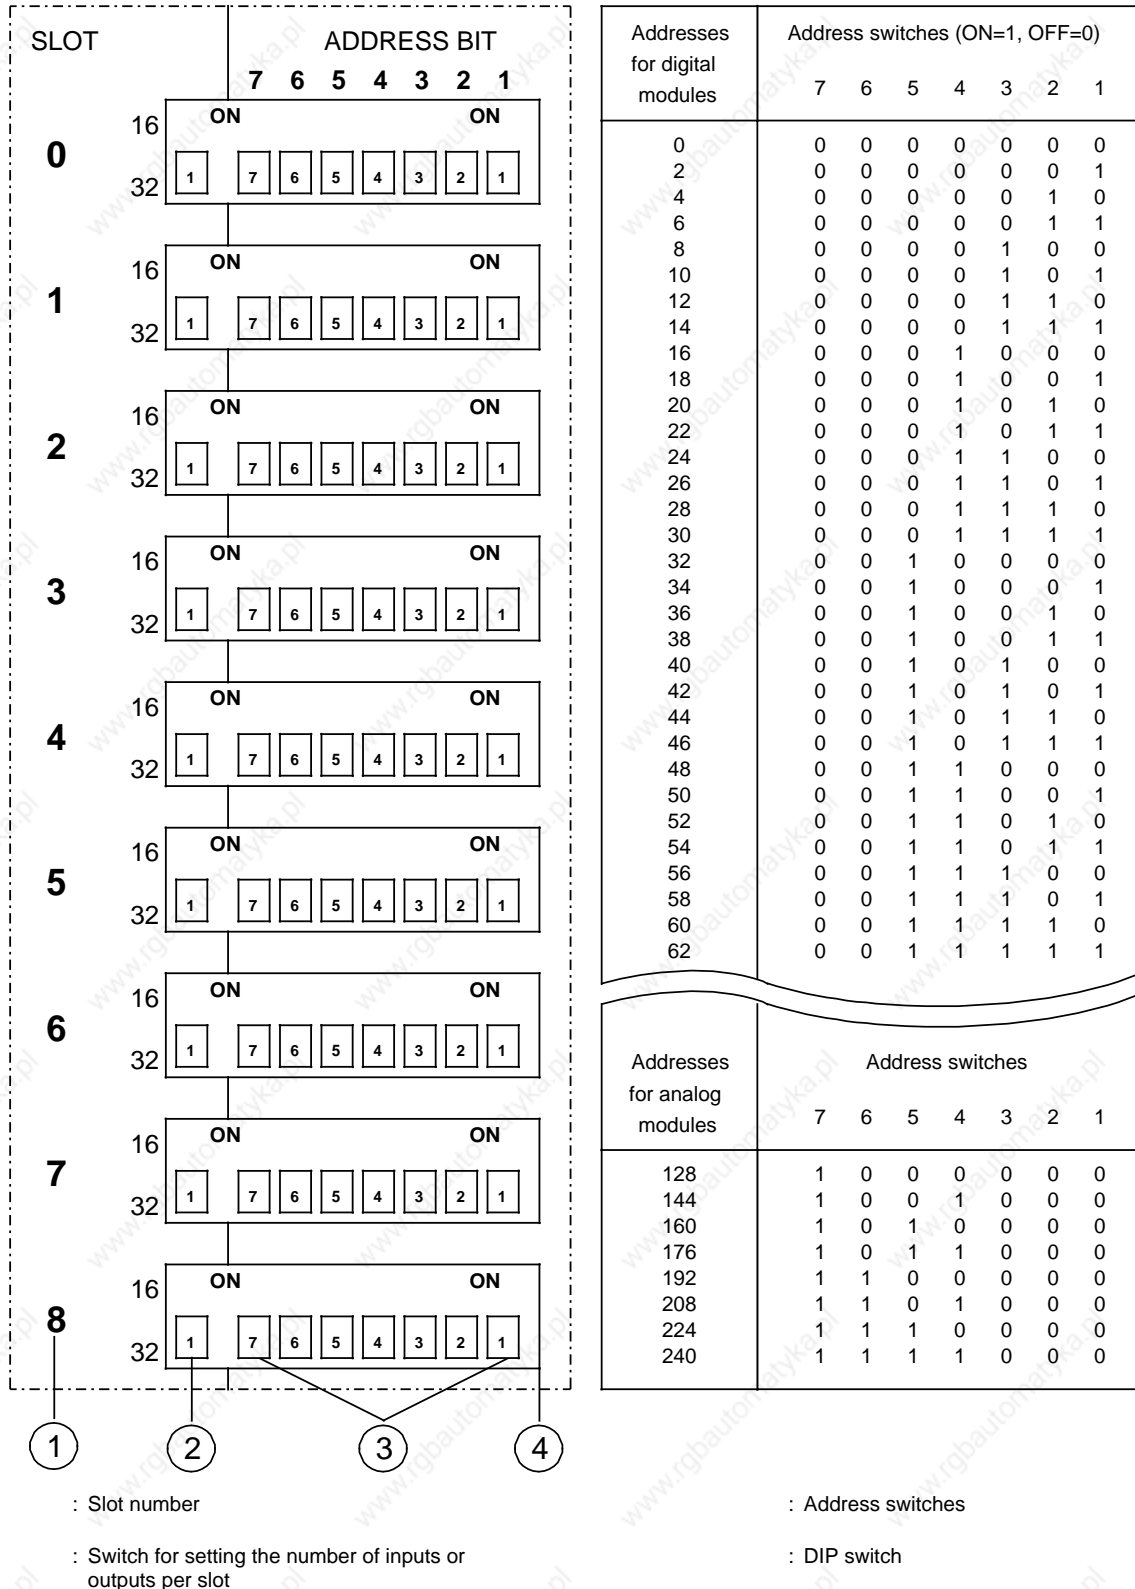 SLOT ADDRESS BIT
7 6 5 4 3 2 1
0
16 ON ON
32 1 7 6 5 4 3 2 1
1
16 ON ON
32 1 7 6 5 4 3 2 1
2
16 ON ON
32 1 7 6 5 4 3 2 1
3
16 ON ON
32 1 7 6 5 4 3 2 1
4
16 ON ON
32 1 7 6 5 4 3 2 1
5
16 ON ON
32 1 7 6 5 4 3 2 1
6
16 ON ON
32 1 7 6 5 4 3 2 1
7
16 ON ON
32 1 7 6 5 4 3 2 1
8
16 ON ON
32 1 7 6 5 4 3 2 1
1 2 3 4
Addresses for digital modules
Address switches (ON=1, OFF=0)
7 6 5 4 3 2 1
0 0 0 0 0 0 0 0
2 0 0 0 0 0 0 1
4 0 0 0 0 0 1 0
6 0 0 0 0 0 1 1
8 0 0 0 0 1 0 0
10 0 0 0 0 1 0 1
12 0 0 0 0 1 1 0
14 0 0 0 0 1 1 1
16 0 0 0 1 0 0 0
18 0 0 0 1 0 0 1
20 0 0 0 1 0 1 0
22 0 0 0 1 0 1 1
24 0 0 0 1 1 0 0
26 0 0 0 1 1 0 1
28 0 0 0 1 1 1 0
30 0 0 0 1 1 1 1
32 0 0 1 0 0 0 0
34 0 0 1 0 0 0 1
36 0 0 1 0 0 1 0
38 0 0 1 0 0 1 1
40 0 0 1 0 1 0 0
42 0 0 1 0 1 0 1
44 0 0 1 0 1 1 0
46 0 0 1 0 1 1 1
48 0 0 1 1 0 0 0
50 0 0 1 1 0 0 1
52 0 0 1 1 0 1 0
54 0 0 1 1 0 1 1
56 0 0 1 1 1 0 0
58 0 0 1 1 1 0 1
60 0 0 1 1 1 1 0
62 0 0 1 1 1 1 1
Addresses for analog modules
Address switches
7 6 5 4 3 2 1
128 1 0 0 0 0 0 0
144 1 0 0 1 0 0 0
160 1 0 1 0 0 0 0
176 1 0 1 1 0 0 0
192 1 1 0 0 0 0 0
208 1 1 0 1 0 0 0
224 1 1 1 0 0 0 0
240 1 1 1 1 0 0 0
: Slot number
: Switch for setting the number of inputs or
outputs per slot
: Address switches
: DIP switch
www.rgbautomatyka.pl